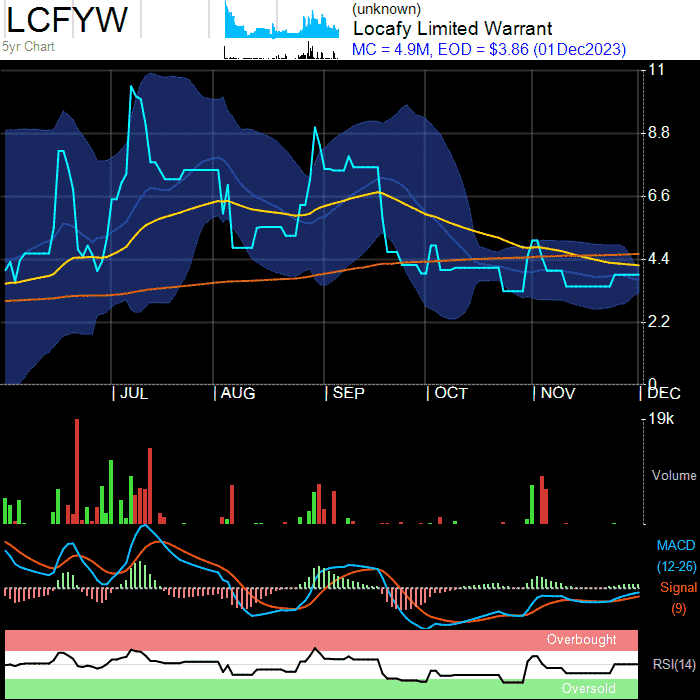 LCFYW
5yr Chart
(unknown)
Locafy Limited Warrant
MC = 4.9M, EOD = $3.86 (01Dec2023)
11
8.8
6.6
4.4
2.2
0
JUL
AUG
SEP
OCT
NOV
DEC
19k
Volume
MACD
(12-26)
Signal
(9)
Overbought
RSI(14)
Oversold